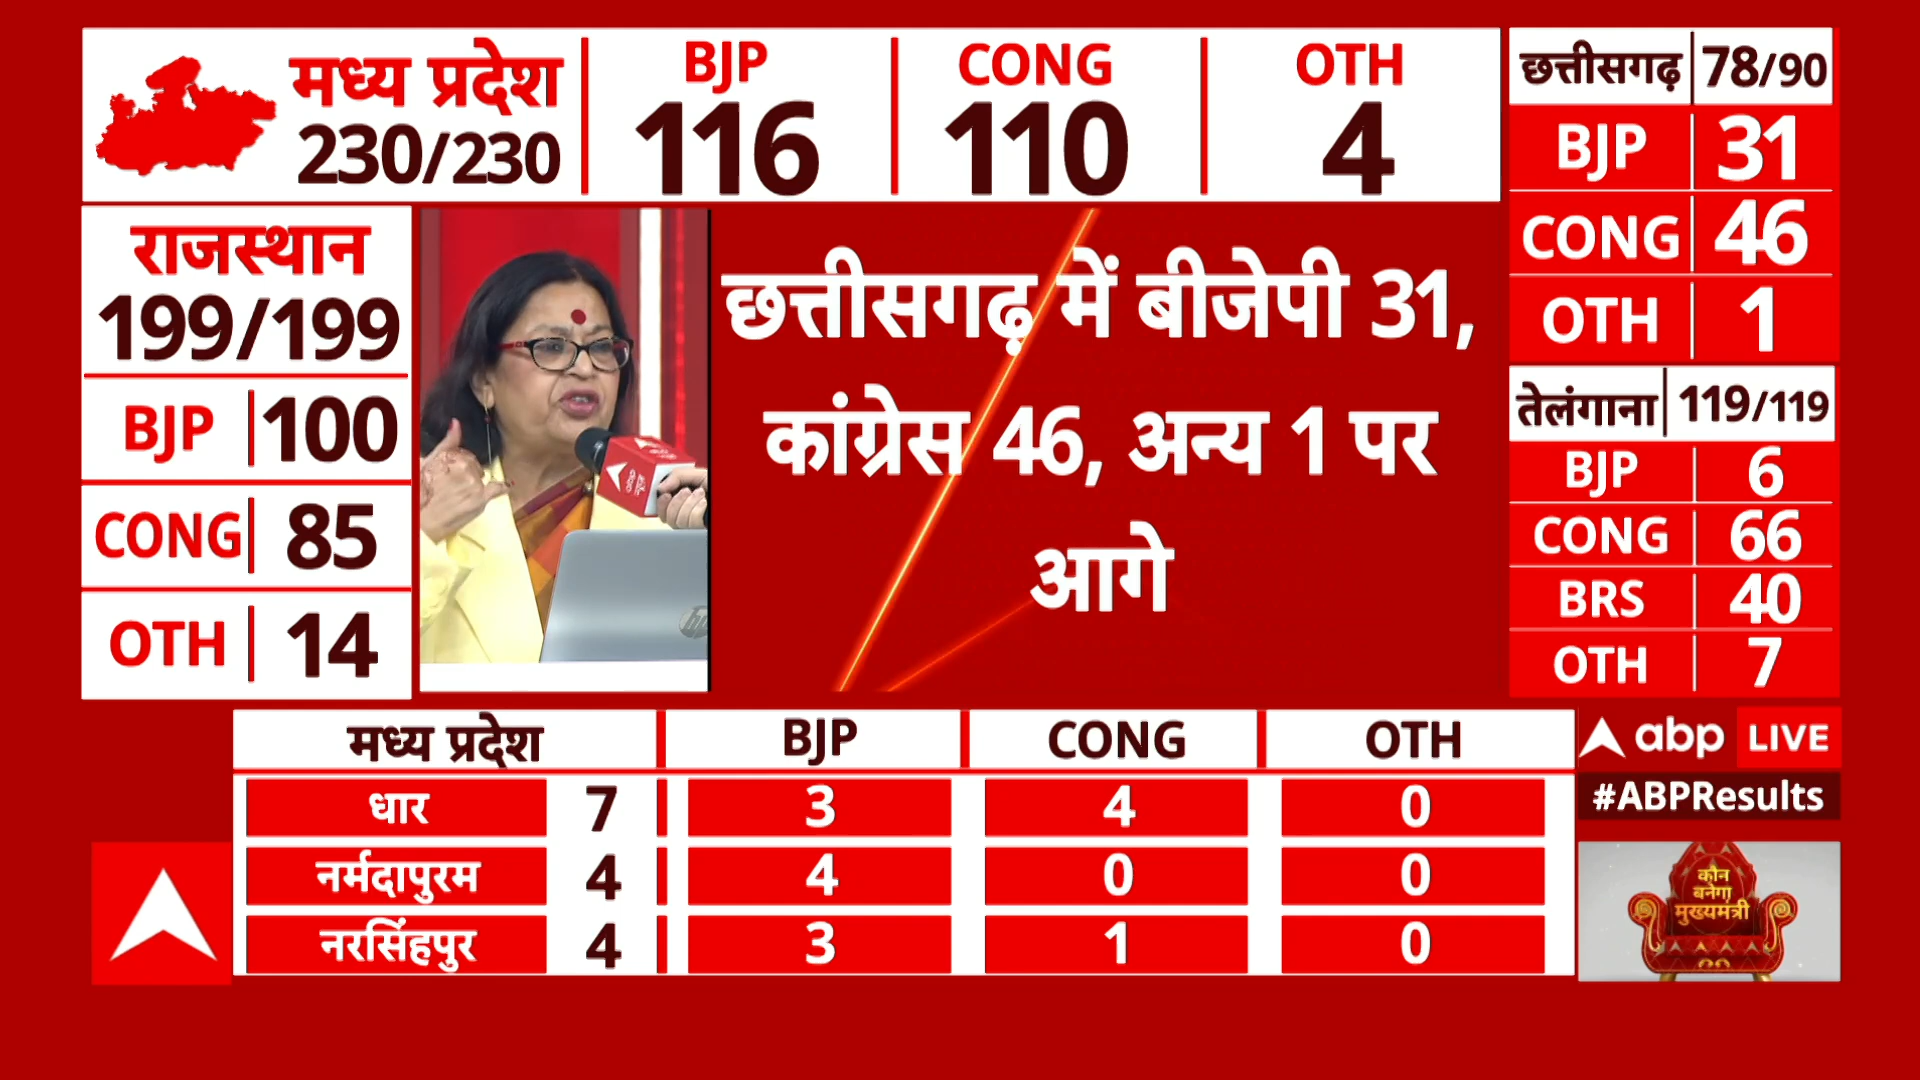 मध्य प्रदेश
230/230
BJP
116
CONG
110
OTH
4
छत्तीसगढ़ 78/90
BJP 31
CONG 46
OTH 1
राजस्थान
199/199
BJP 100
CONG 85
OTH 14
छत्तीसगढ़ में बीजेपी 31,
कांग्रेस 46, अन्य 1 पर
आगे
तेलंगाना 119/119
BJP 6
CONG 66
BRS 40
OTH 7
abp
hp
मध्य प्रदेश BJP CONG OTH
धार 7 3 4 0
नर्मदापुरम 4 4 0 0
नरसिंहपुर 4 3 1 0
abp LIVE
#ABPResults
कौन
बनेगा
मुख्यमंत्री